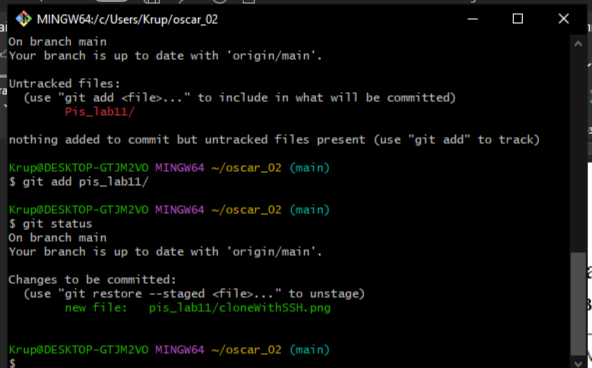 MINGW64:/c/Users/Krup/oscar_02
On branch main
Your branch is up to date with 'origin/main'.
Untracked files:
(use "git add <file>..." to include in what will be committed)
Pis_lab11/
nothing added to commit but untracked files present (use "git add" to track)
Krup@DESKTOP-GTJM2VO MINGW64 ~/oscar_02 (main)
$ git add pis_lab11/
Krup@DESKTOP-GTJM2VO MINGW64 ~/oscar_02 (main)
$ git status
On branch main
Your branch is up to date with 'origin/main'.
Changes to be committed:
(use "git restore --staged <file>..." to unstage)
new file: pis_lab11/cloneWithSSH.png
Krup@DESKTOP-GTJM2VO MINGW64 ~/oscar_02 (main)
$